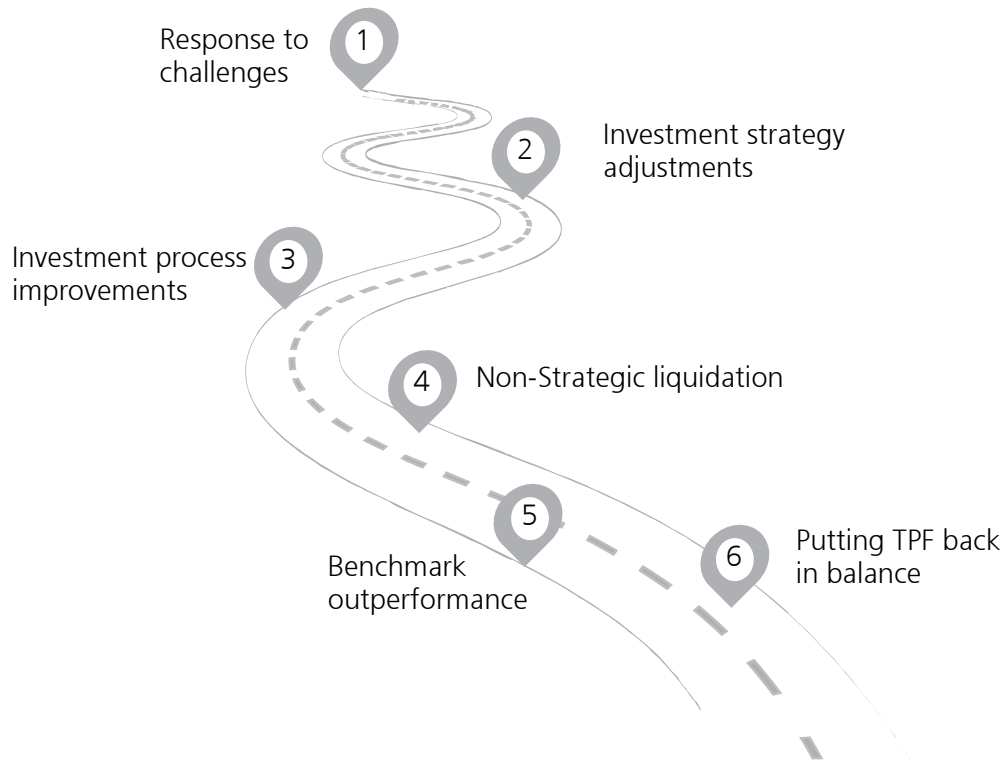 1
Response to
challenges
2
Investment strategy
adjustments
3
Investment process
improvements
4
Non-Strategic liquidation
5
Benchmark
outperformance
6
Putting TPF back
in balance